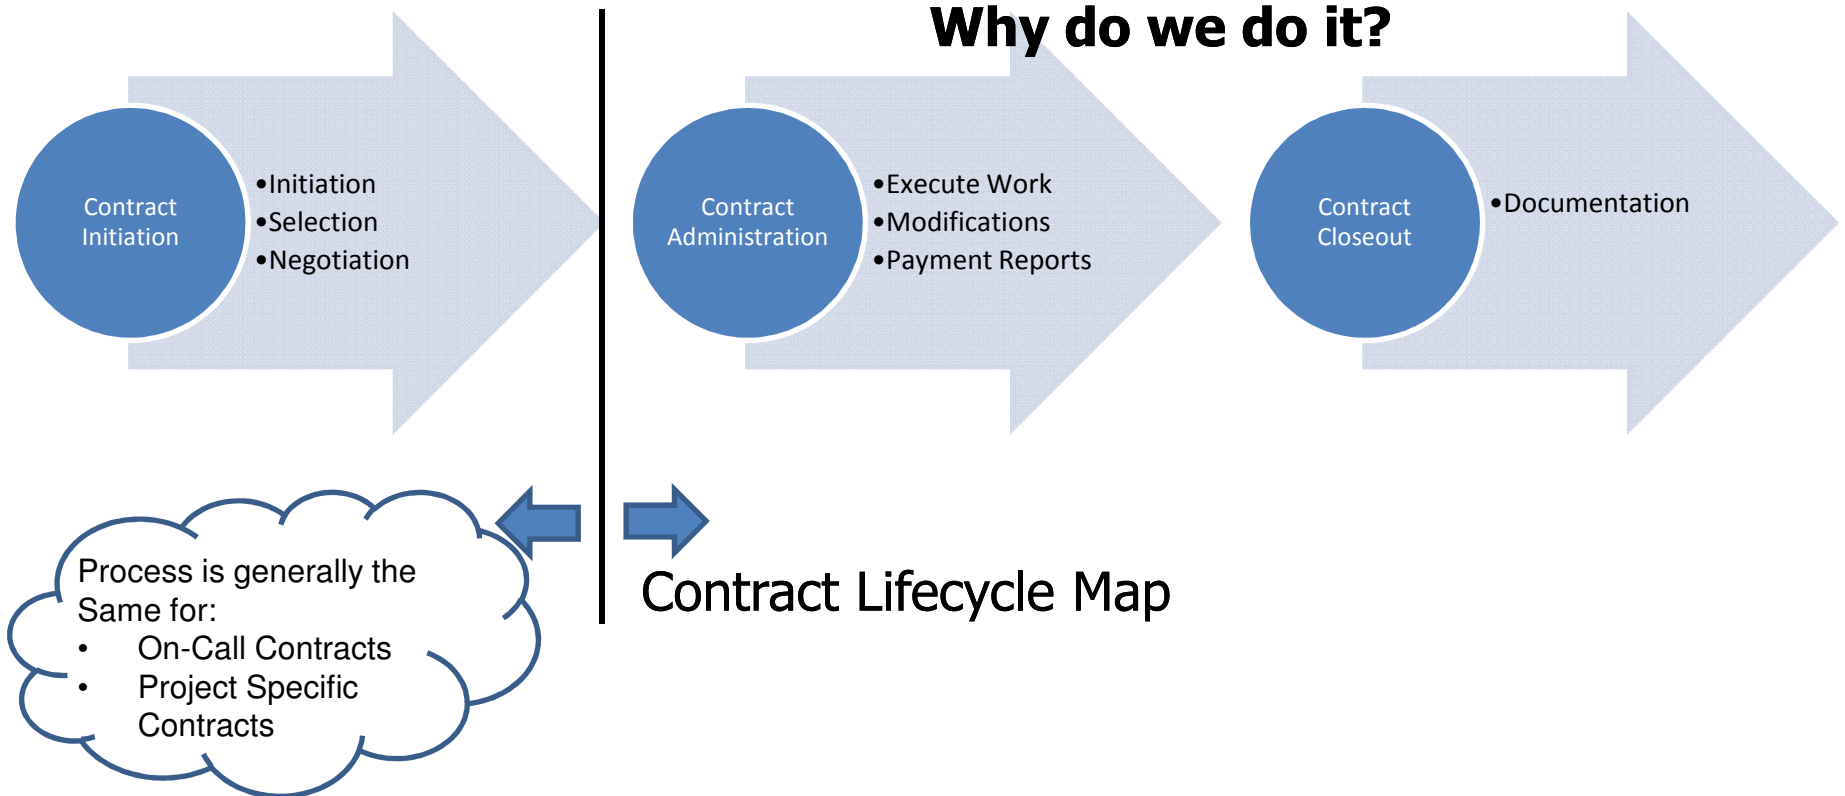 Why do we do it?
Contract
Initiation
•Initiation
•Selection
•Negotiation
Contract
Administration
•Execute Work
•Modifications
•Payment Reports
Contract
Closeout
•Documentation
Process is generally the
Same for:
• On-Call Contracts
• Project Specific
Contracts
Contract Lifecycle Map